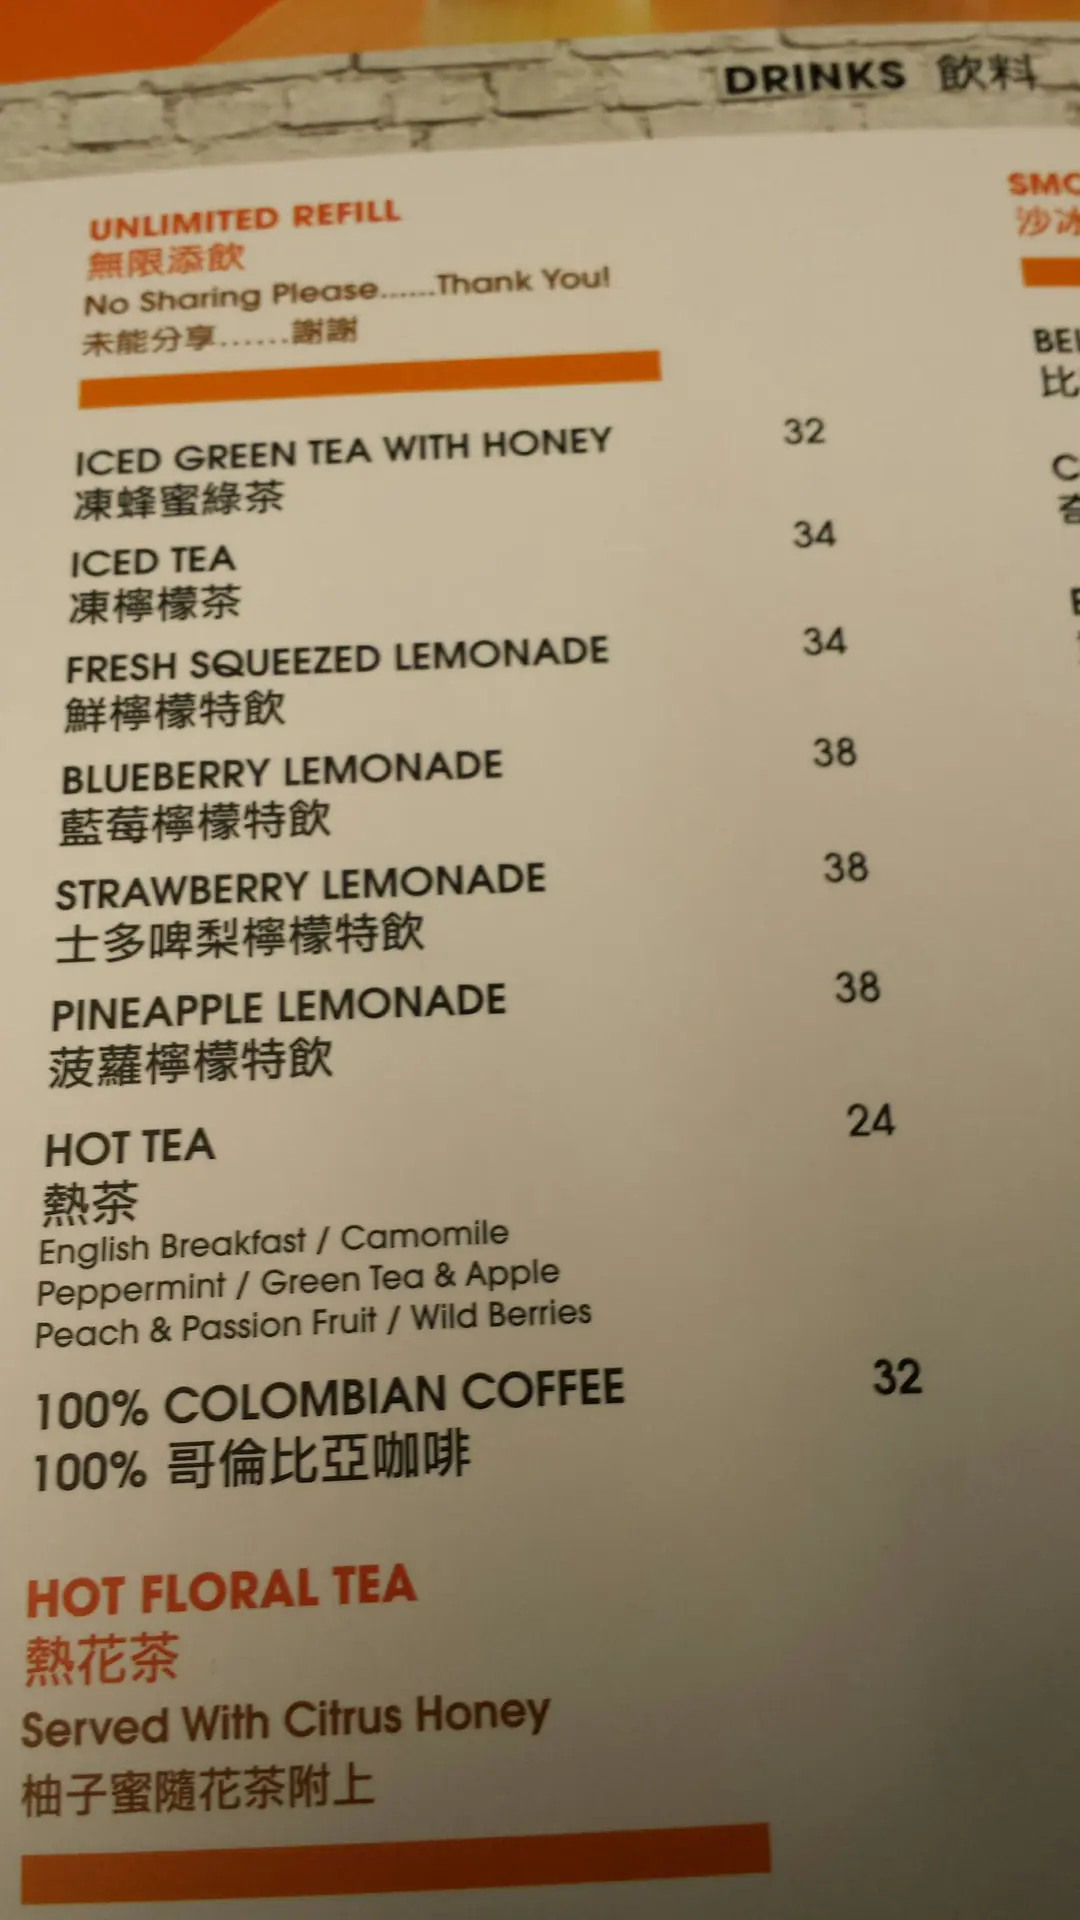 DRINKS 飲料
UNLIMITED REFILL
無限添飲
No Sharing Please......Thank You!
未能分享......謝謝
ICED GREEN TEA WITH HONEY 32
凍蜂蜜綠茶
ICED TEA 34
凍檸檬茶
FRESH SQUEEZED LEMONADE 34
鮮檸檬特飲
BLUEBERRY LEMONADE 38
藍莓檸檬特飲
STRAWBERRY LEMONADE 38
士多啤梨檸檬特飲
PINEAPPLE LEMONADE 38
菠蘿檸檬特飲
HOT TEA 24
熱茶
English Breakfast / Camomile
Peppermint / Green Tea & Apple
Peach & Passion Fruit / Wild Berries
100% COLOMBIAN COFFEE 32
100% 哥倫比亞咖啡
HOT FLORAL TEA
熱花茶
Served With Citrus Honey
柚子蜜隨花茶附上
沙冰
比